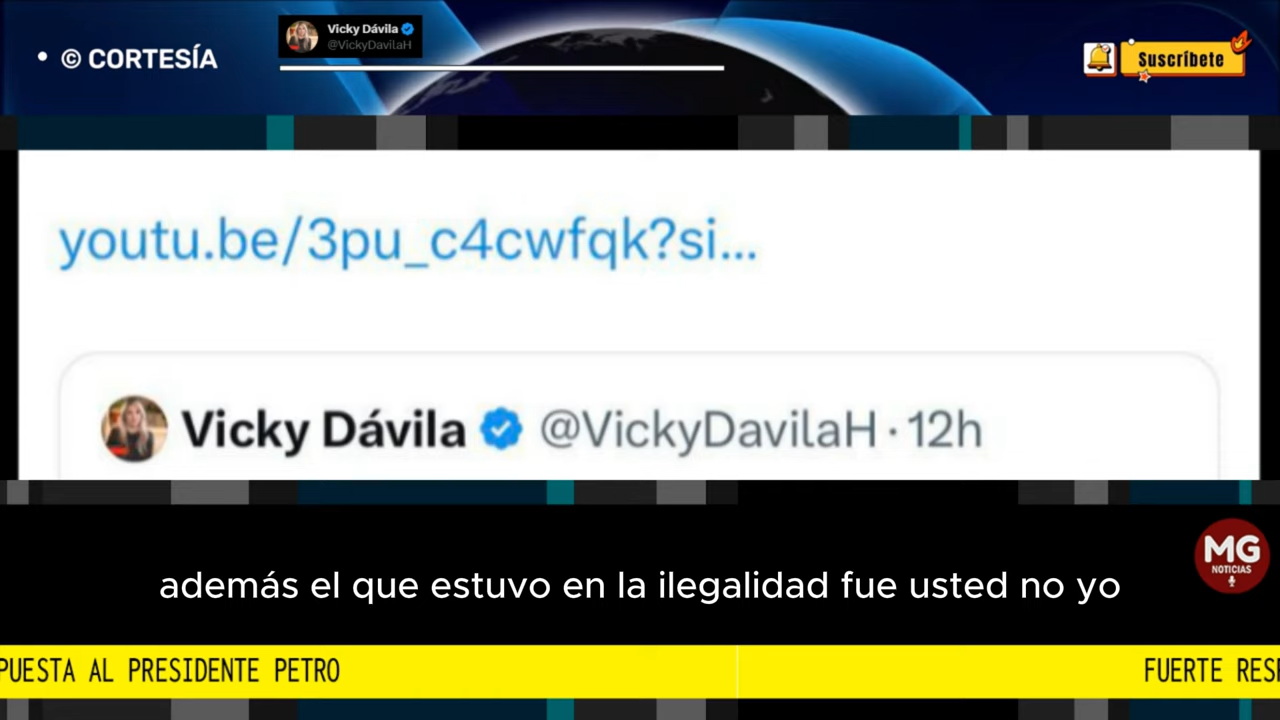 • © CORTESÍA
Vicky Dávila
@VickyDavilaH
Suscríbete
youtu.be/3pu_c4cwfqk?si...
Vicky Dávila @VickyDavilaH · 12h
MG
NOTICIAS
además el que estuvo en la ilegalidad fue usted no yo
PUESTA AL PRESIDENTE PETRO
FUERTE RES